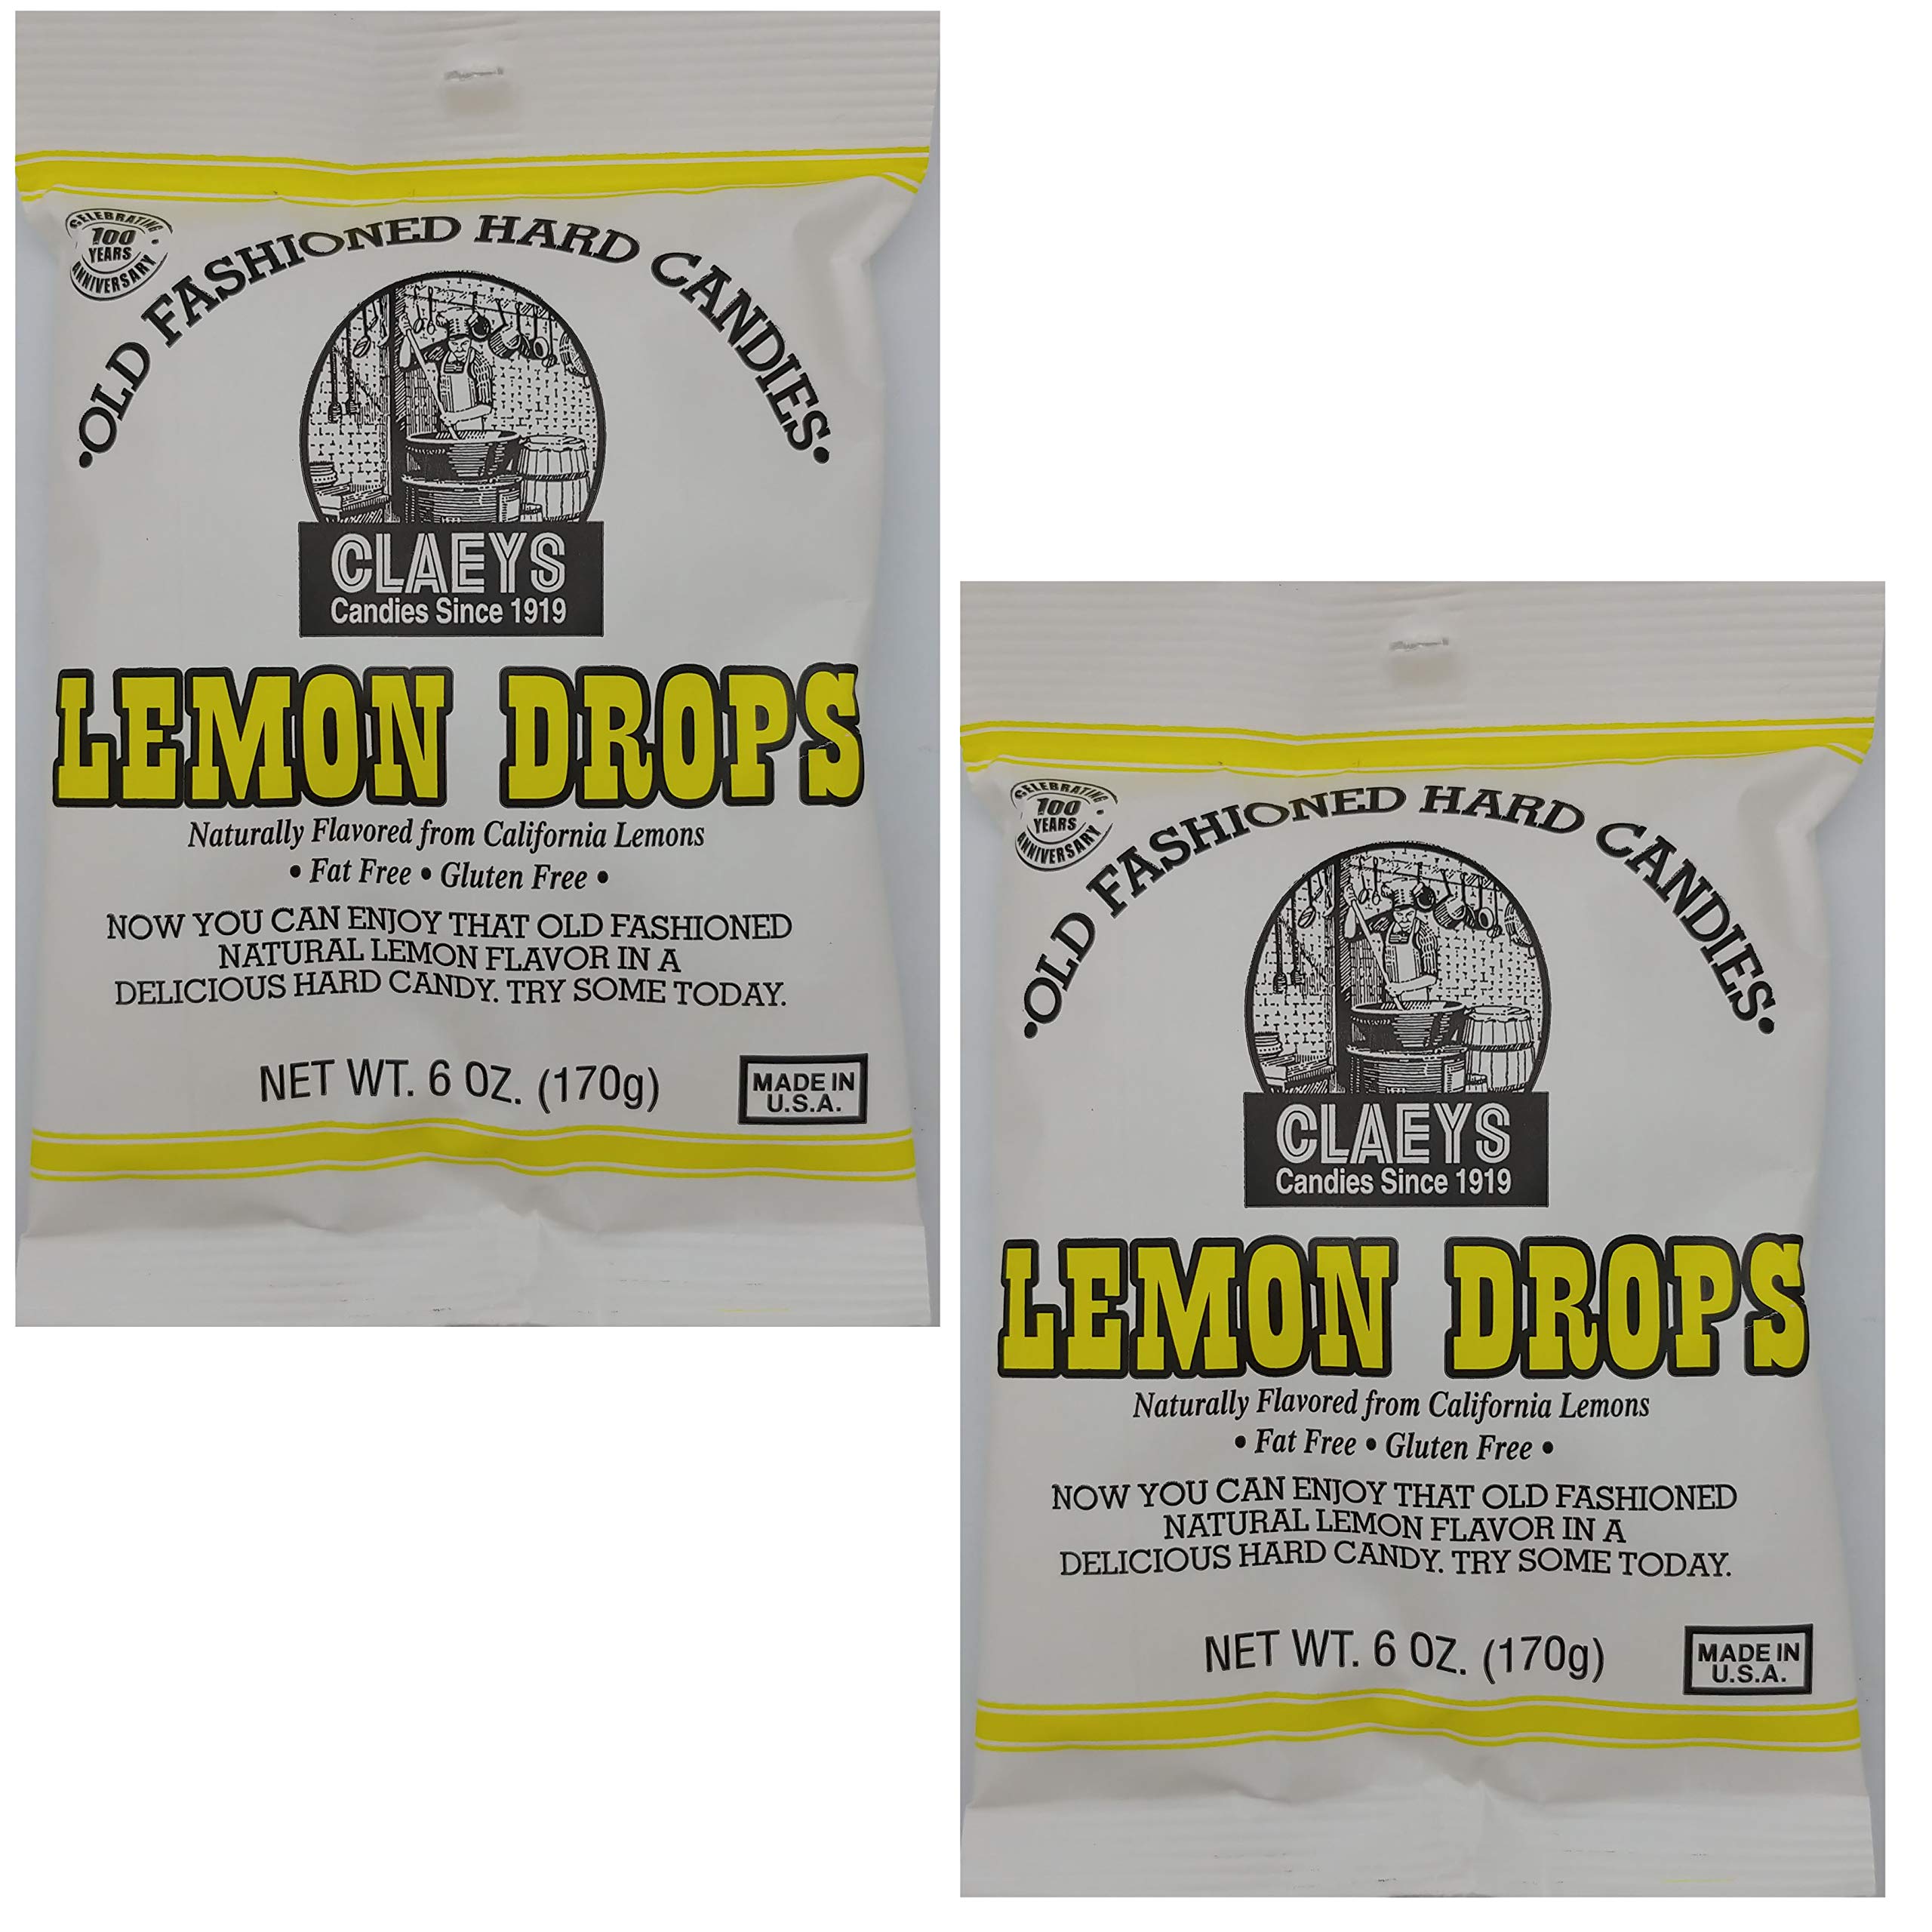 CELEBRATING
100
YEARS
ANNIVERSARY
•OLD FASHIONED HARD CANDIES•
CLAEYS
Candies Since 1919
LEMON DROPS
Naturally Flavored from California Lemons
• Fat Free • Gluten Free •
NOW YOU CAN ENJOY THAT OLD FASHIONED
NATURAL LEMON FLAVOR IN A
DELICIOUS HARD CANDY. TRY SOME TODAY.
NET WT. 6 OZ. (170g)
MADE IN
U.S.A.
CELEBRATING
100
YEARS
ANNIVERSARY
•OLD FASHIONED HARD CANDIES•
CLAEYS
Candies Since 1919
LEMON DROPS
Naturally Flavored from California Lemons
• Fat Free • Gluten Free •
NOW YOU CAN ENJOY THAT OLD FASHIONED
NATURAL LEMON FLAVOR IN A
DELICIOUS HARD CANDY. TRY SOME TODAY.
NET WT. 6 OZ. (170g)
MADE IN
U.S.A.